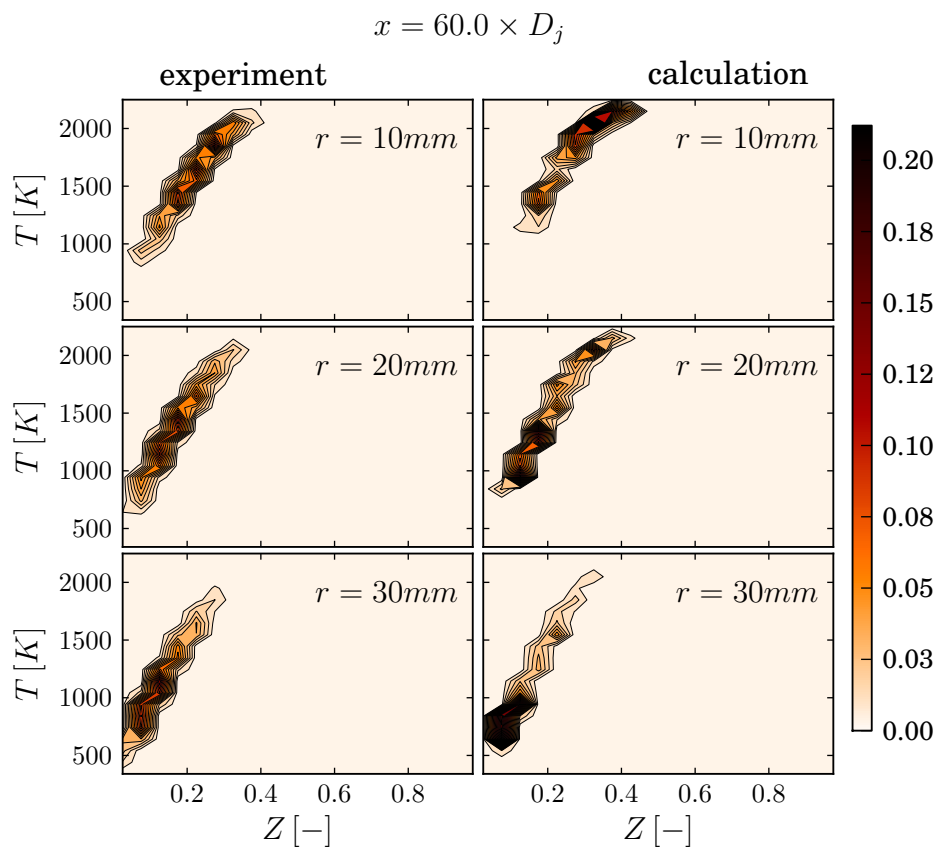 x = 60.0 × D_j
experiment calculation
2000 r = 10mm r = 10mm 0.20
1500 0.18
T [K]
1000 0.15
500
2000 r = 20mm r = 20mm 0.12
1500 0.10
T [K]
1000 0.08
500
2000 r = 30mm r = 30mm 0.05
1500
T [K]
1000 0.03
500 0.00
0.2 0.4 0.6 0.8 0.2 0.4 0.6 0.8
Z [−] Z [−]